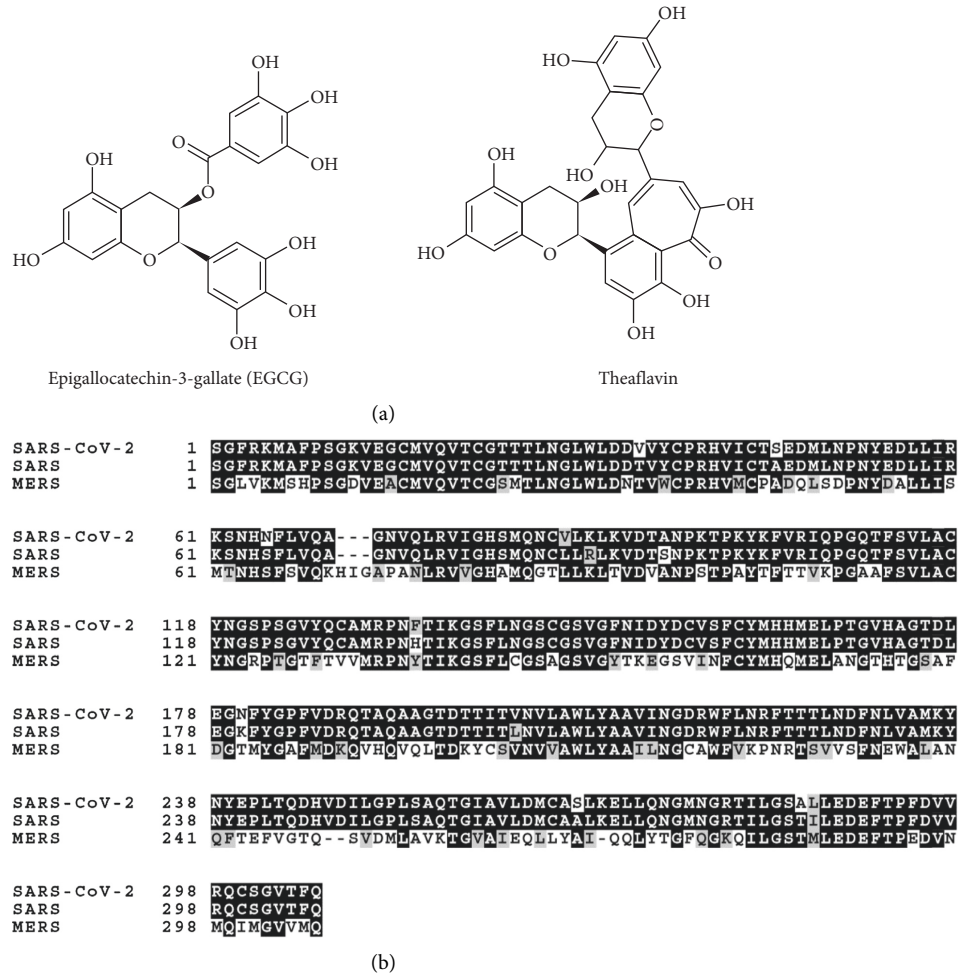 OH
OH
OH
O
OH
O
HO
O
OH
OH
OH
Epigallocatechin-3-gallate (EGCG)
OH
HO
O
HO
OH
OH
OH
HO
O
O
OH
OH
Theaflavin
(a)
SARS-CoV-2 1 SGFRKMAFPSGKVEGCMVQVTCGTTTLNGLWLDDVVYCPRHVICTSEDMLNPNYEDLLIR
SARS 1 SGFRKMAFPSGKVEGCMVQVTCGTTTLNGLWLDDTVYCPRHVICTAEDMLNPNYEDLLIR
MERS 1 SGLVKMSHPSGDVEACMVQVTCGSMTLNGLWLDNTVWCPRHVMCPADQLSDPNYDALLIS
SARS-CoV-2 61 KSNHNFLVQA---GNVQLRVIGHSMQNCVLKLKVDTANPKTPKYKFVRIQPGQTFSVLAC
SARS 61 KSNHSFLVQA---GNVQLRVIGHSMQNCLLRLKVDTSNPKTPKYKFVRIQPGQTFSVLAC
MERS 61 MTNHSFSVQKHIGAPANLRVVGHAMQGTLLKLTVDVANPSTPAYTFTTVKPGAAFSVLAC
SARS-CoV-2 118 YNGSPSGVYQCAMRPNFTIKGSFLNGSCGSVGFNIDYDCVSFCYMHHMELPTGVHAGTDL
SARS 118 YNGSPSGVYQCAMRPNHTIKGSFLNGSCGSVGFNIDYDCVSFCYMHHMELPTGVHAGTDL
MERS 121 YNGRPTGTFTVVMRPNYTIKGSFLCGSAGSVGYTKEGSVINFCYMHQMELANGTHTGSAF
SARS-CoV-2 178 EGNFYGPFVDRQTAQAAGTDTTITVNVLAWLYAAVINGDRWFLNRFTTTLNDFNLVAMKY
SARS 178 EGKFYGPFVDRQTAQAAGTDTTITLNVLAWLYAAVINGDRWFLNRFTTTLNDFNLVAMKY
MERS 181 DGTMYGAFMDKQVHQVQLTDKYCSVNVVAWLYAAILNGCAWFVKPNRTSVVSFNEWALAN
SARS-CoV-2 238 NYEPLTQDHVDILGPLSAQTGIAVLDMCASLKELLQNGMNGRTILGSALLEDEFTPFDVV
SARS 238 NYEPLTQDHVDILGPLSAQTGIAVLDMCAALKELLQNGMNGRTILGSTILEDEFTPFDVV
MERS 241 QFTEFVGTQ--SVDMLAVKTGVAIEQLLYAI-QQLYTGFQGKQILGSTMLEDEFTPEDVN
SARS-CoV-2 298 RQCSGVTFQ
SARS 298 RQCSGVTFQ
MERS 298 MQIMGVVMQ
(b)